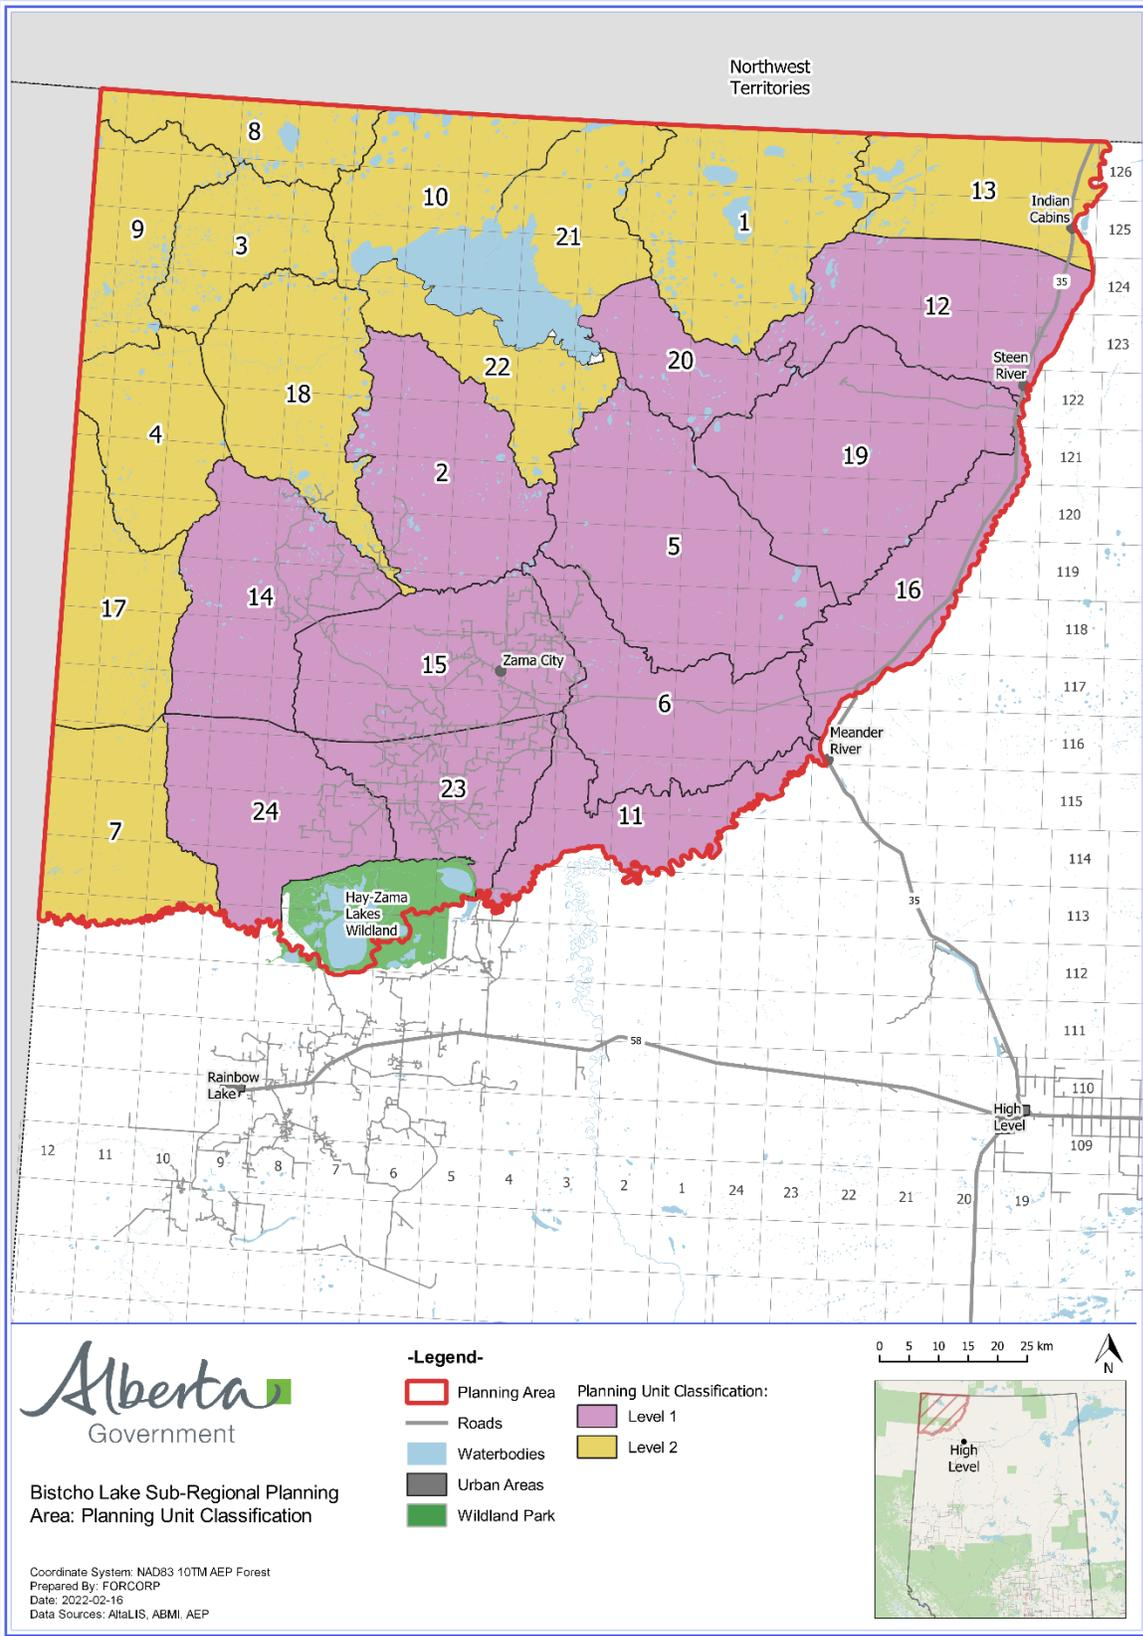 Northwest
Territories
8
126
13
10
Indian
Cabins
1
9
125
21
3
35
124
12
123
20
Steen
River
22
18
122
4
19
121
2
120
5
119
16
14
17
118
15
Zama City
117
6
Meander
River
116
23
115
24
11
7
114
Hay-Zama
Lakes
Wildland
35
113
112
111
58
Rainbow
Lake
110
High
Level
109
12
11
10
9
8
7
6
5
4
3
2
1
24
23
22
21
20
19
Alberta
Government
Bistcho Lake Sub-Regional Planning
Area: Planning Unit Classification
Coordinate System: NAD83 10TM AEP Forest
Prepared By: FORCORP
Date: 2022-02-16
Data Sources: AltaLIS, ABMI, AEP
-Legend-
Planning Area
Roads
Waterbodies
Urban Areas
Wildland Park
Planning Unit Classification:
Level 1
Level 2
0 5 10 15 20 25 km
N
High
Level